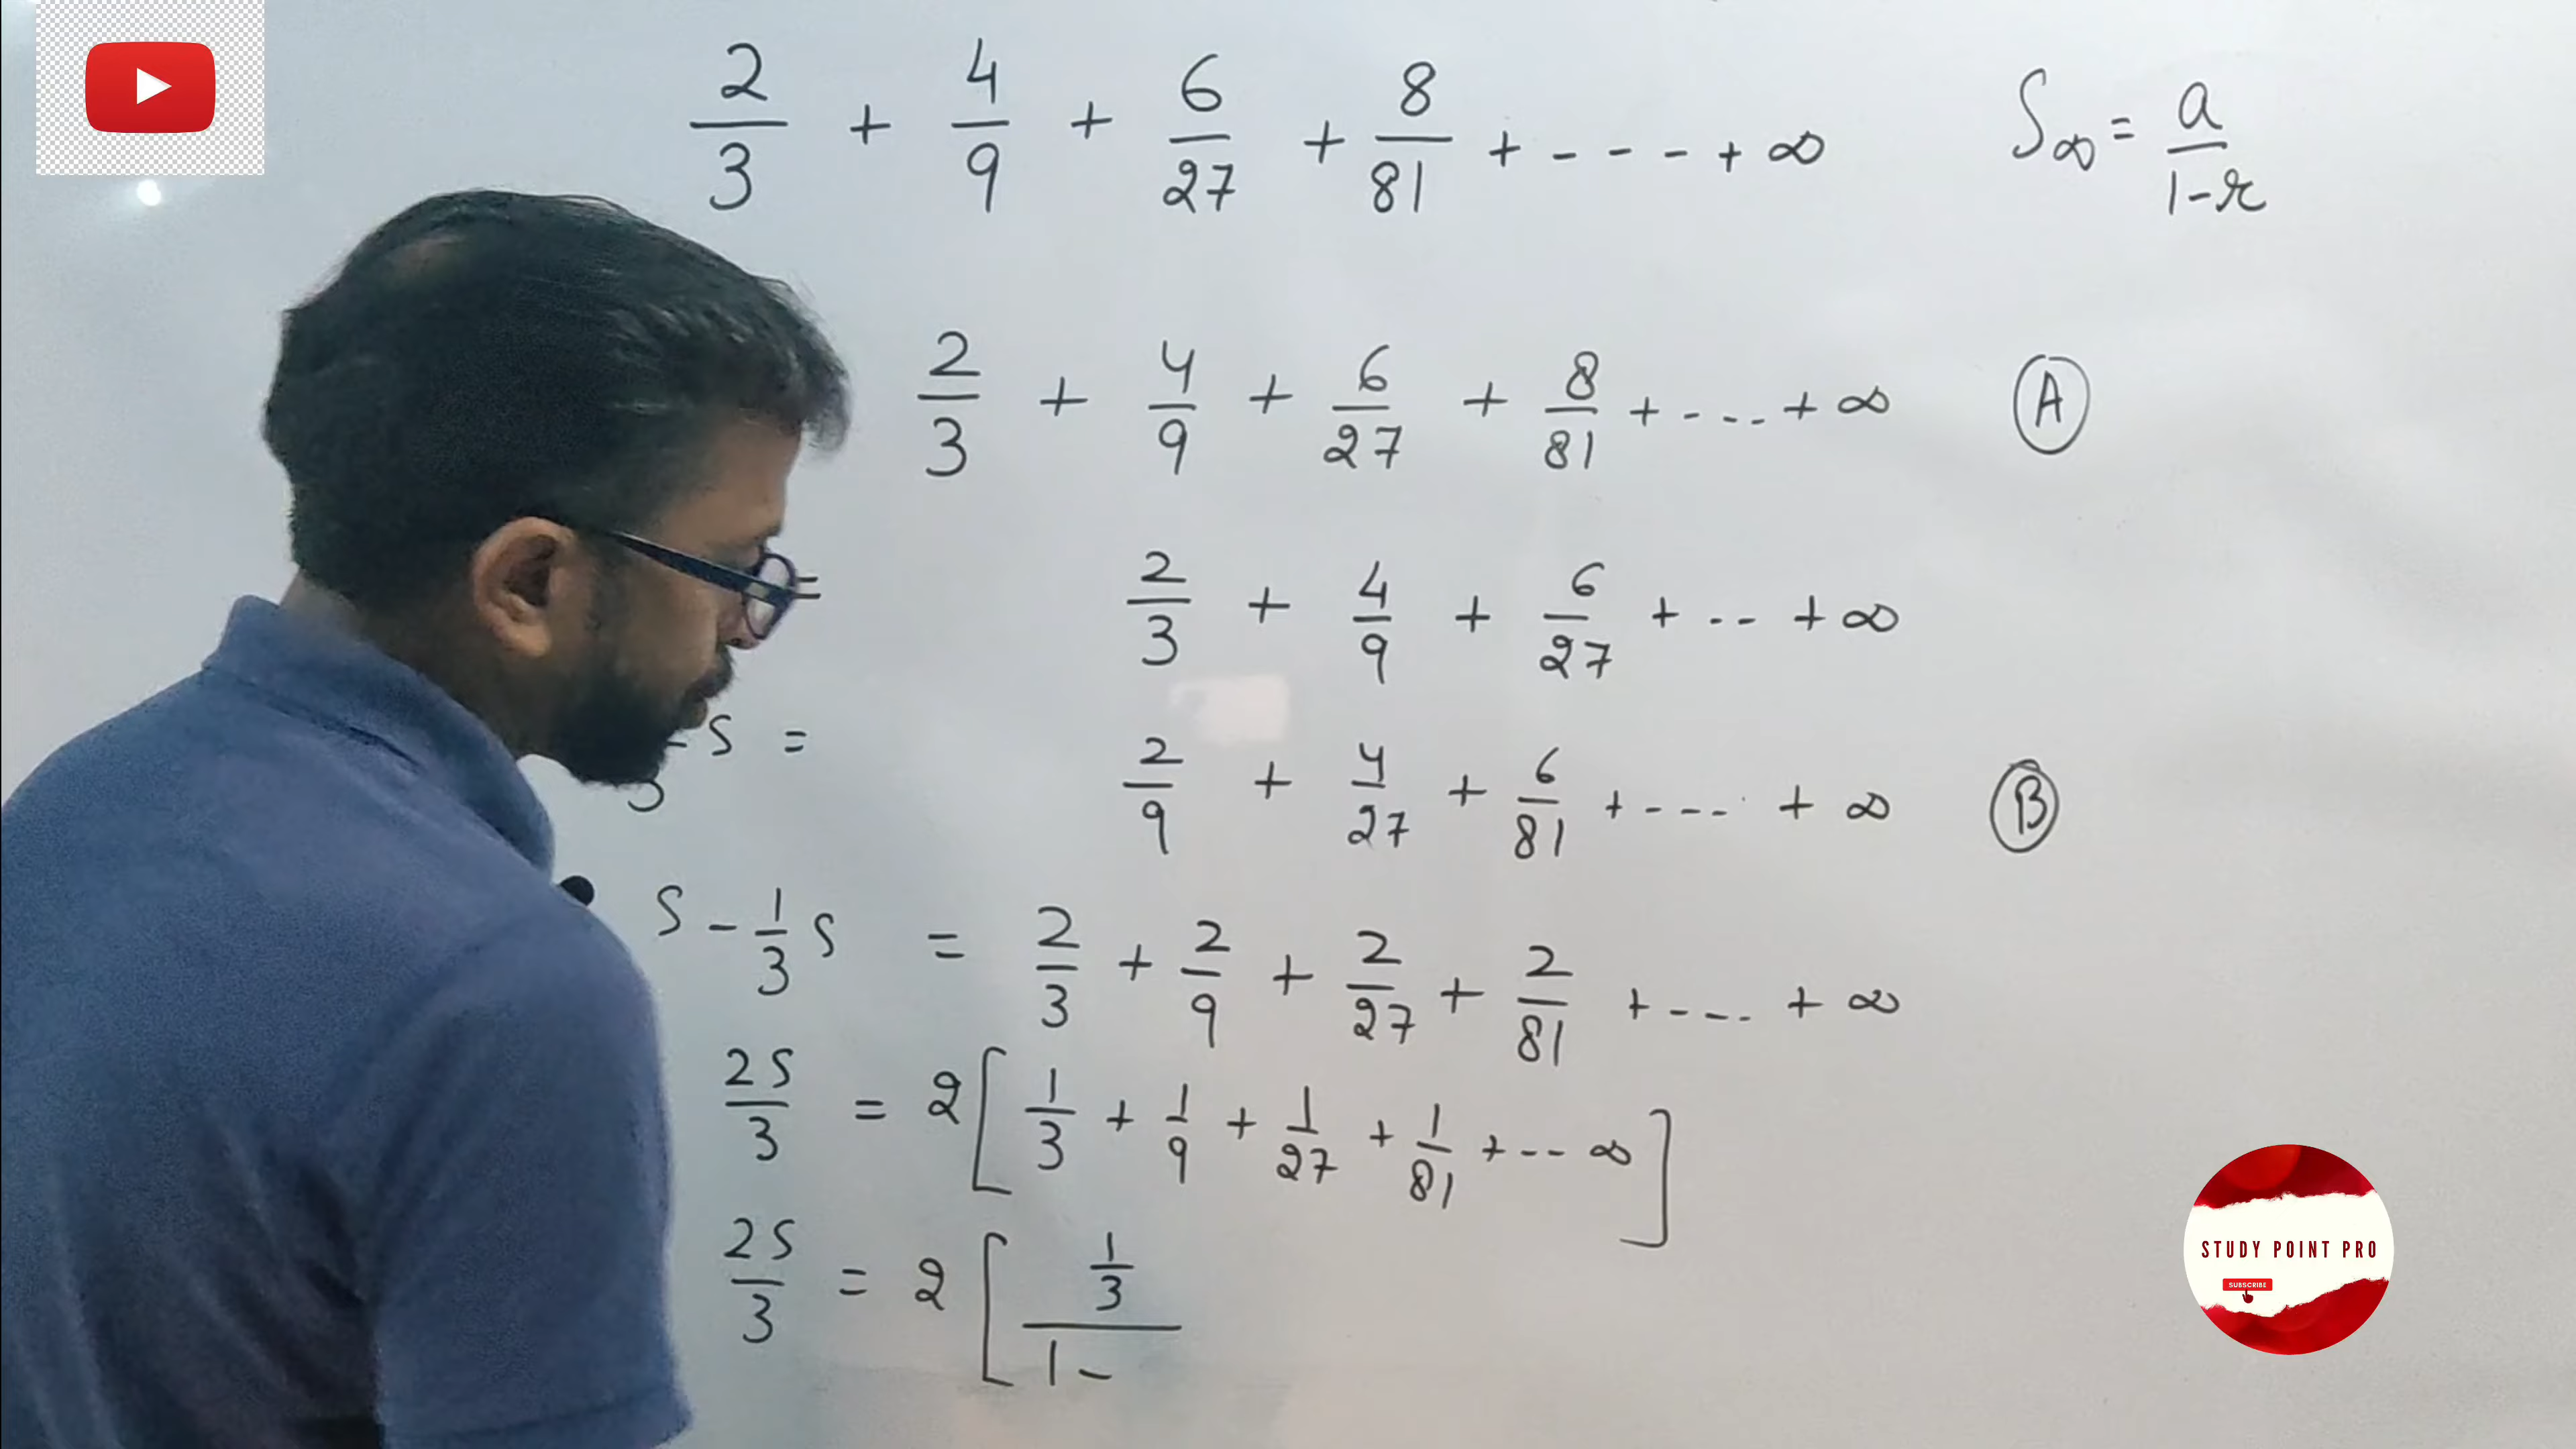 2/3 + 4/9 + 6/27 + 8/81 + - - - + ∞
S∞ = a/(1-r)
2/3 + 4/9 + 6/27 + 8/81 + - - - + ∞ (A)
= 2/3 + 4/9 + 6/27 + - - + ∞
S = 2/9 + 4/27 + 6/81 + - - - - + ∞ (B)
S - 1/3 S = 2/3 + 2/9 + 2/27 + 2/81 + - - - - + ∞
2S/3 = 2[1/3 + 1/9 + 1/27 + 1/81 + - - ∞]
2S/3 = 2[(1/3)/(1 -
STUDY POINT PRO
SUBSCRIBE